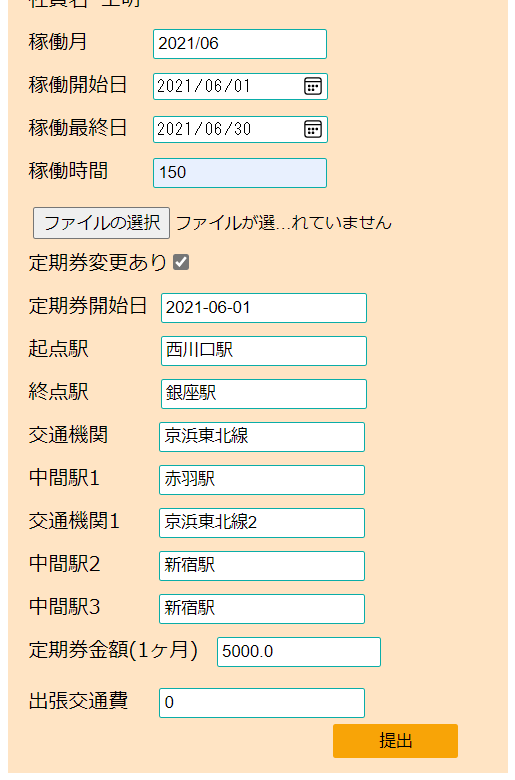 社員名 王明
稼働月 2021/06
稼働開始日 2021/06/01
稼働最終日 2021/06/30
稼働時間 150
ファイルの選択 ファイルが選...れていません
定期券変更あり
定期券開始日 2021-06-01
起点駅 西川口駅
終点駅 銀座駅
交通機関 京浜東北線
中間駅1 赤羽駅
交通機関1 京浜東北線2
中間駅2 新宿駅
中間駅3 新宿駅
定期券金額(1ヶ月) 5000.0
出張交通費 0
提出